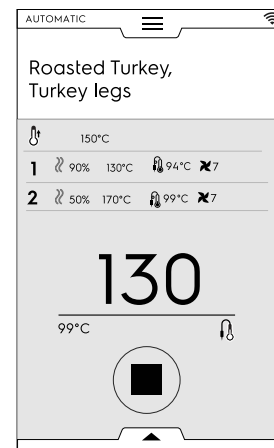 AUTOMATIC
Roasted Turkey,
Turkey legs
150°C
1 90% 130°C 94°C 7
2 50% 170°C 99°C 7
130
99°C